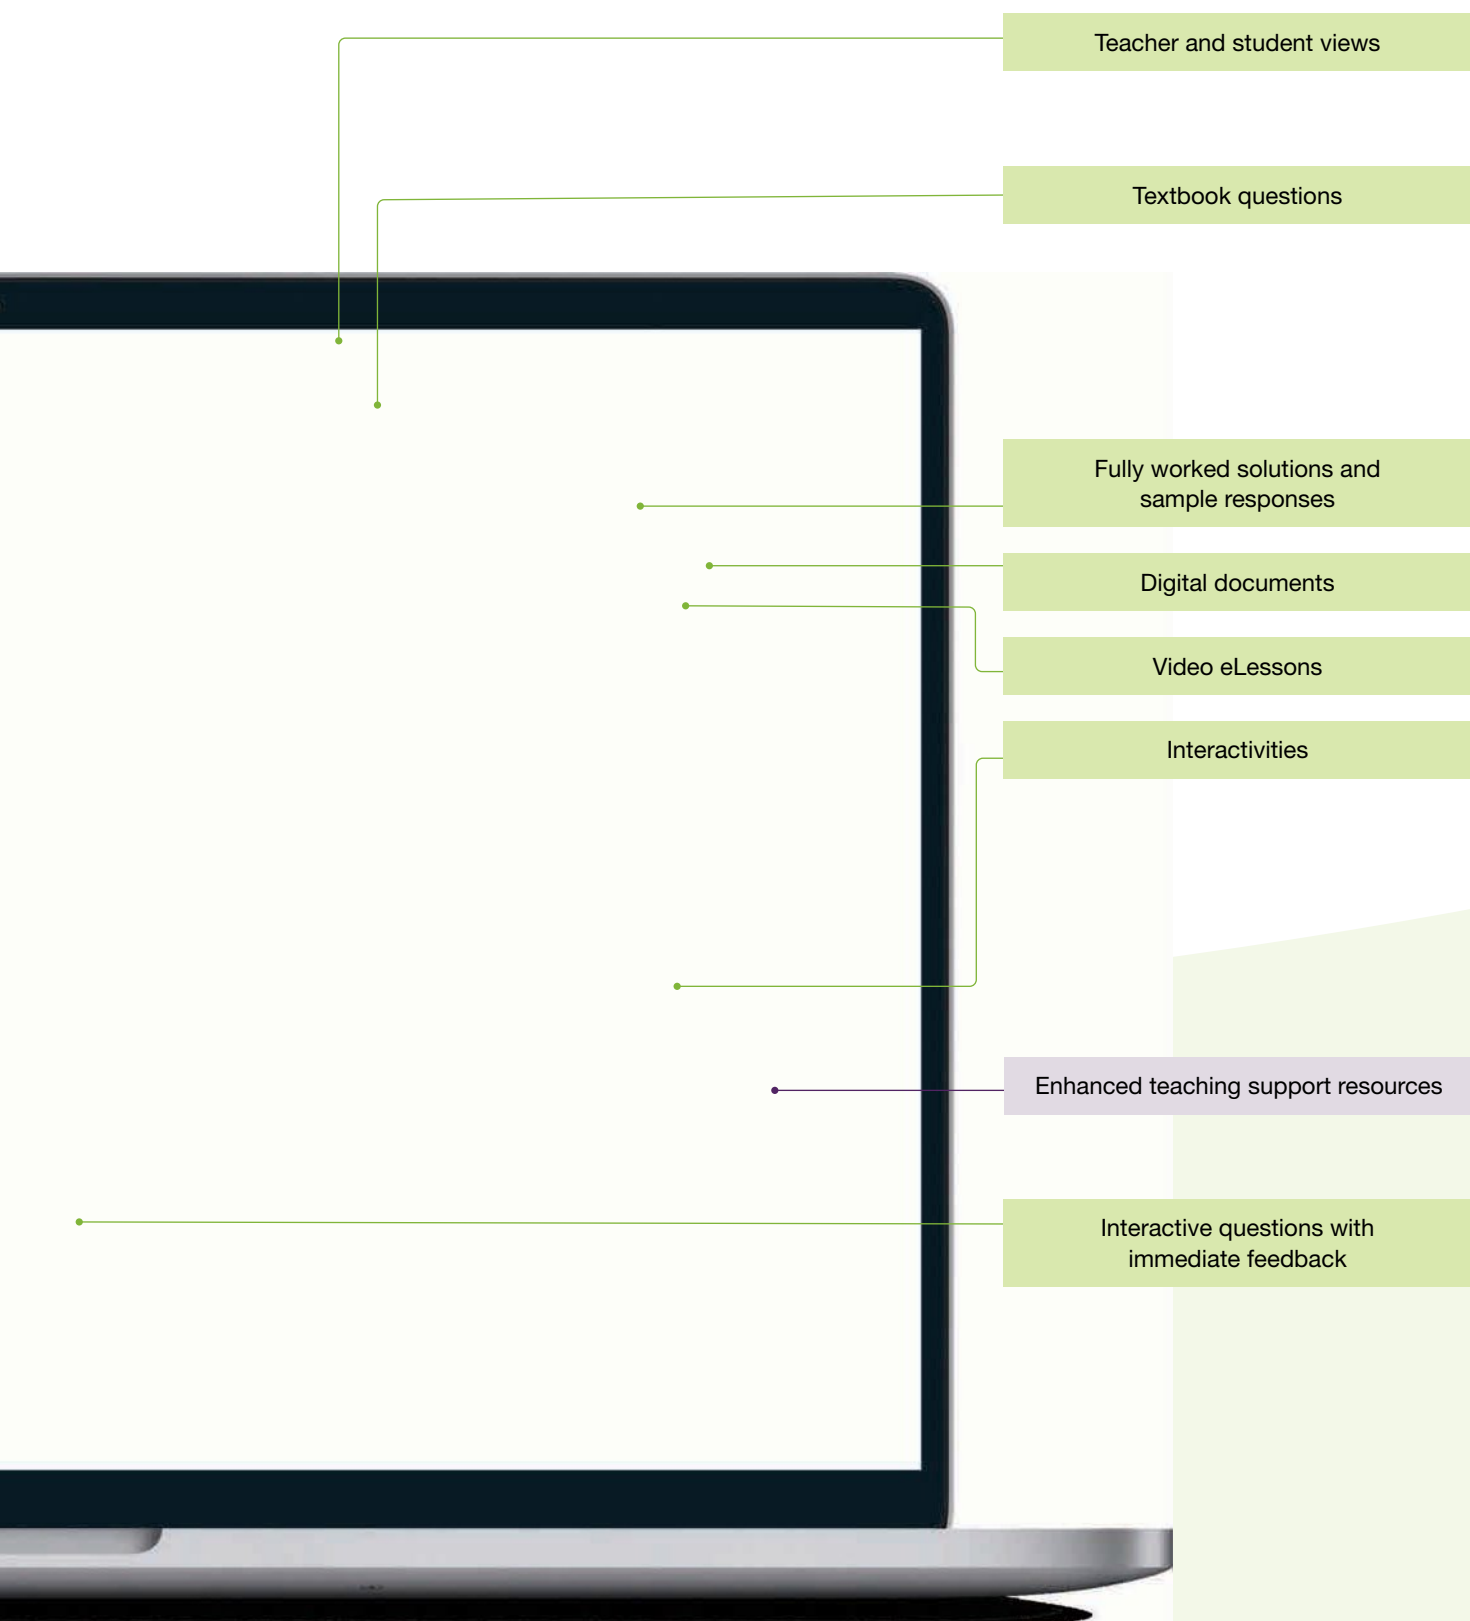 Teacher and student views
Textbook questions
Fully worked solutions and
sample responses
Digital documents
Video eLessons
Interactivities
Enhanced teaching support resources
Interactive questions with
immediate feedback